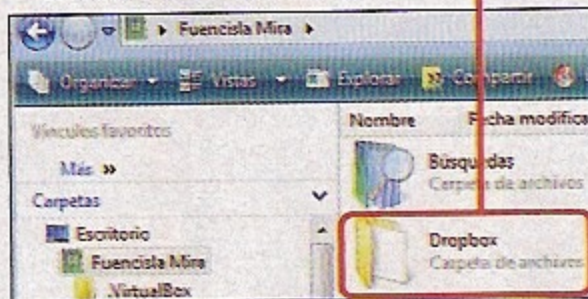 Fuencisla Mira
Organizar Vistas Explorar Compartir
Vínculos favoritos
Más »
Carpetas
Escritorio
Fuencisla Mira
.VirtualBox
Nombre Fecha modifica
Búsquedas
Carpeta de archivos
Dropbox
Carpeta de archivos